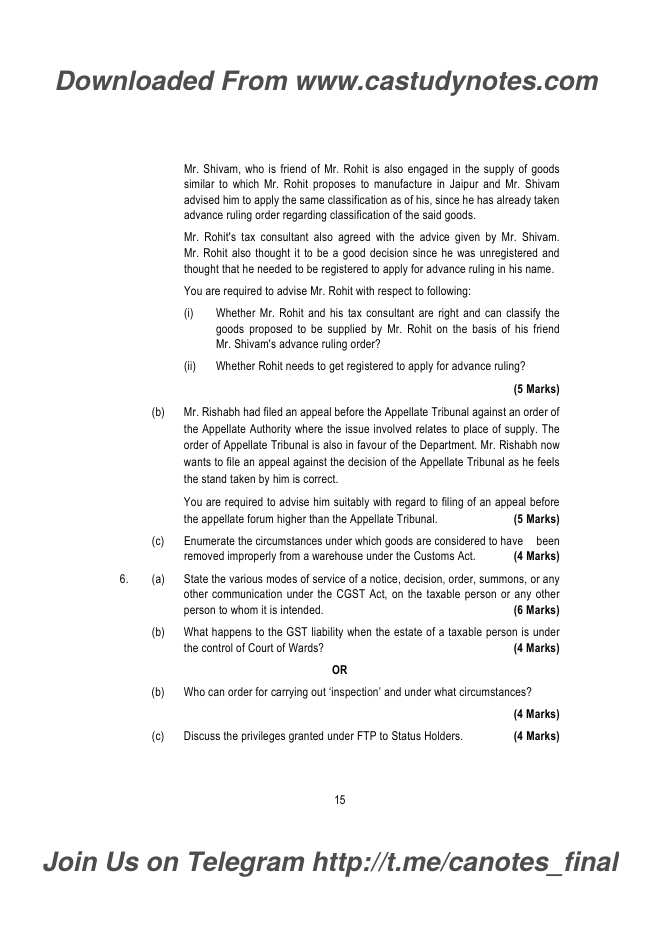 Downloaded From www.castudynotes.com
Mr. Shivam, who is friend of Mr. Rohit is also engaged in the supply of goods
similar to which Mr. Rohit proposes to manufacture in Jaipur and Mr. Shivam
advised him to apply the same classification as of his, since he has already taken
advance ruling order regarding classification of the said goods.
Mr. Rohit's tax consultant also agreed with the advice given by Mr. Shivam.
Mr. Rohit also thought it to be a good decision since he was unregistered and
thought that he needed to be registered to apply for advance ruling in his name.
You are required to advise Mr. Rohit with respect to following:
(i) Whether Mr. Rohit and his tax consultant are right and can classify the
goods proposed to be supplied by Mr. Rohit on the basis of his friend
Mr. Shivam's advance ruling order?
(ii) Whether Rohit needs to get registered to apply for advance ruling?
(5 Marks)
(b) Mr. Rishabh had filed an appeal before the Appellate Tribunal against an order of
the Appellate Authority where the issue involved relates to place of supply. The
order of Appellate Tribunal is also in favour of the Department. Mr. Rishabh now
wants to file an appeal against the decision of the Appellate Tribunal as he feels
the stand taken by him is correct.
You are required to advise him suitably with regard to filing of an appeal before
the appellate forum higher than the Appellate Tribunal. (5 Marks)
(c) Enumerate the circumstances under which goods are considered to have been
removed improperly from a warehouse under the Customs Act. (4 Marks)
6. (a) State the various modes of service of a notice, decision, order, summons, or any
other communication under the CGST Act, on the taxable person or any other
person to whom it is intended. (6 Marks)
(b) What happens to the GST liability when the estate of a taxable person is under
the control of Court of Wards? (4 Marks)
OR
(b) Who can order for carrying out ‘inspection’ and under what circumstances?
(4 Marks)
(c) Discuss the privileges granted under FTP to Status Holders. (4 Marks)
15
Join Us on Telegram http://t.me/canotes_final